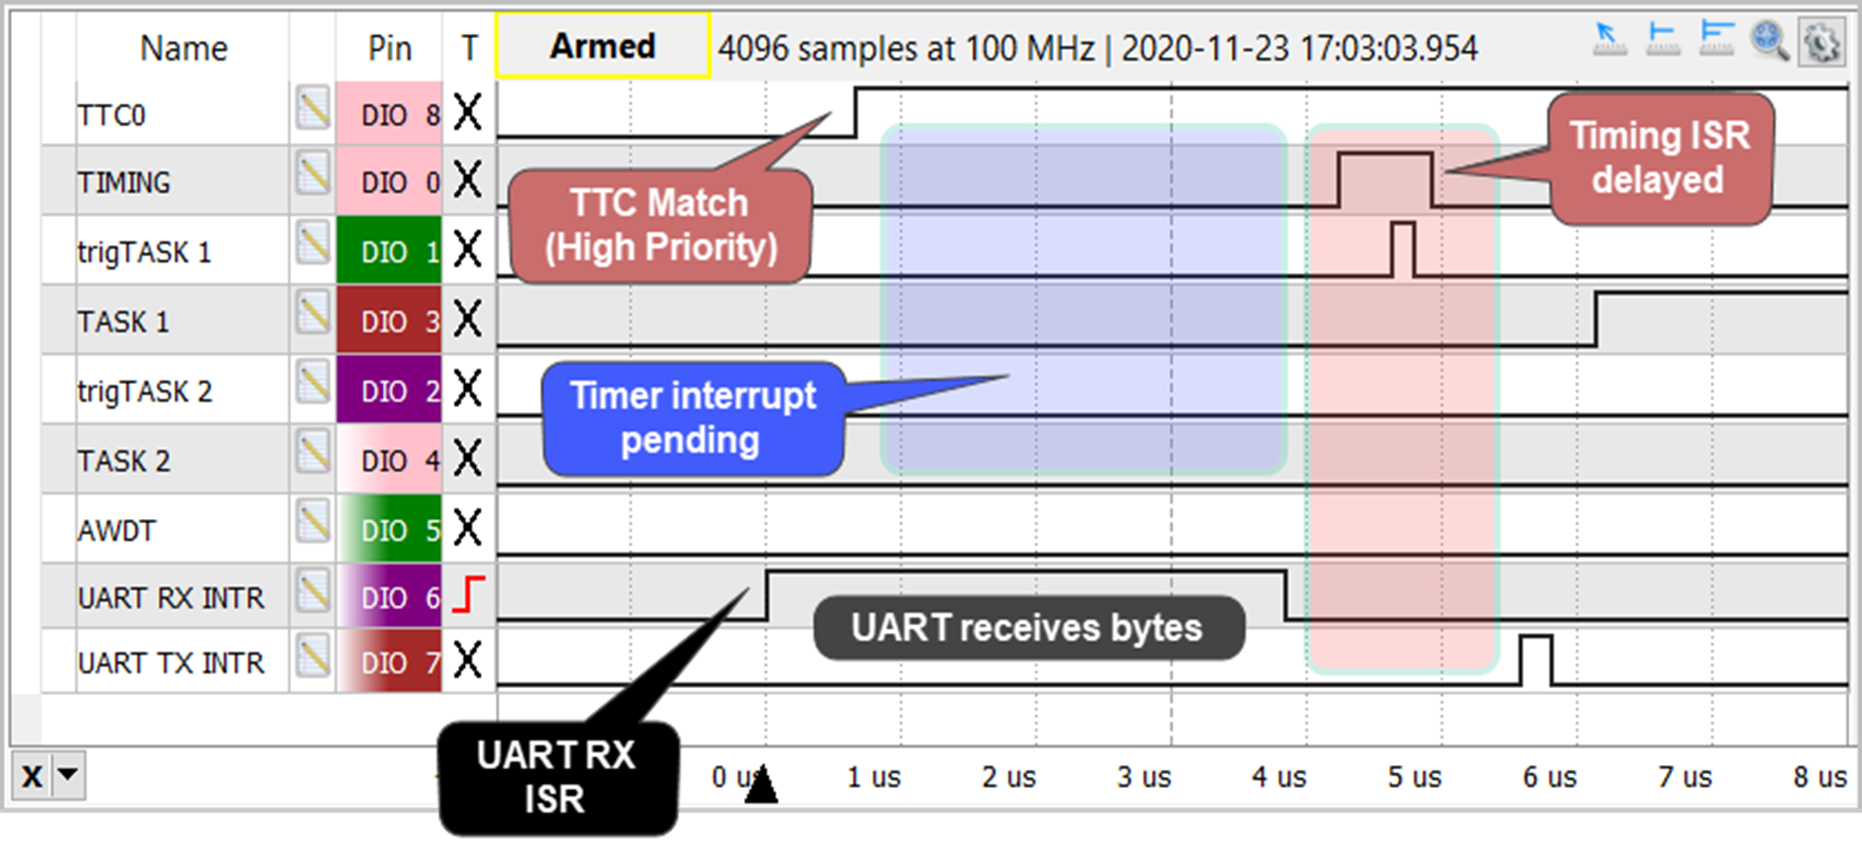 Name Pin T Armed 4096 samples at 100 MHz | 2020-11-23 17:03:03.954
TTC0 DIO 8 X
TIMING DIO 0 X
trigTASK 1 DIO 1 X
TASK 1 DIO 3 X
trigTASK 2 DIO 2 X
TASK 2 DIO 4 X
AWDT DIO 5 X
UART RX INTR DIO 6
UART TX INTR DIO 7 X
TTC Match
(High Priority)
Timing ISR
delayed
Timer interrupt
pending
UART receives bytes
UART RX
ISR
X 0 us 1 us 2 us 3 us 4 us 5 us 6 us 7 us 8 us